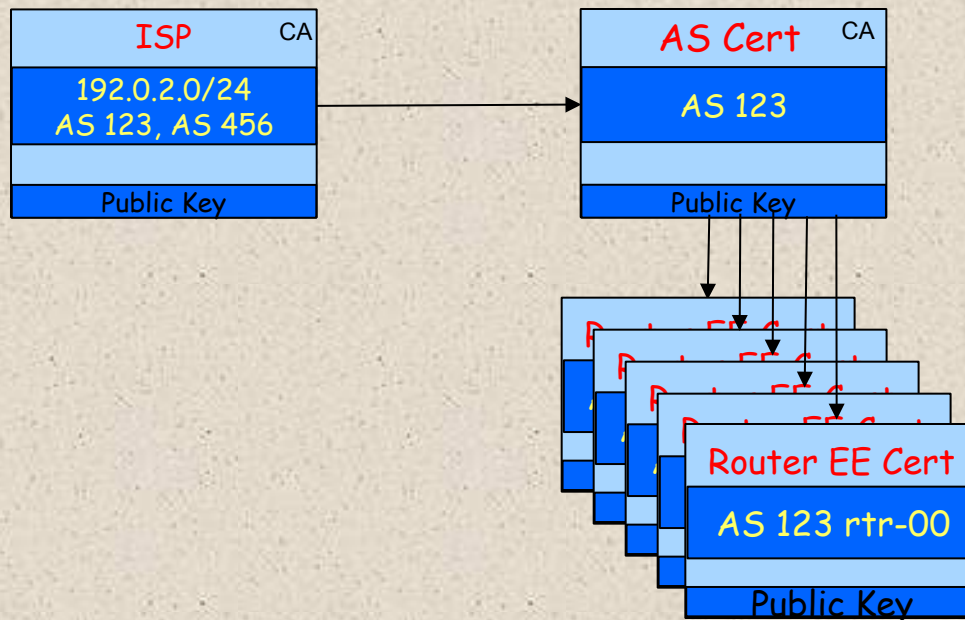 ISP CA
192.0.2.0/24
AS 123, AS 456
Public Key
AS Cert CA
AS 123
Public Key
Router EE Cert
AS 123 rtr-00
Public Key